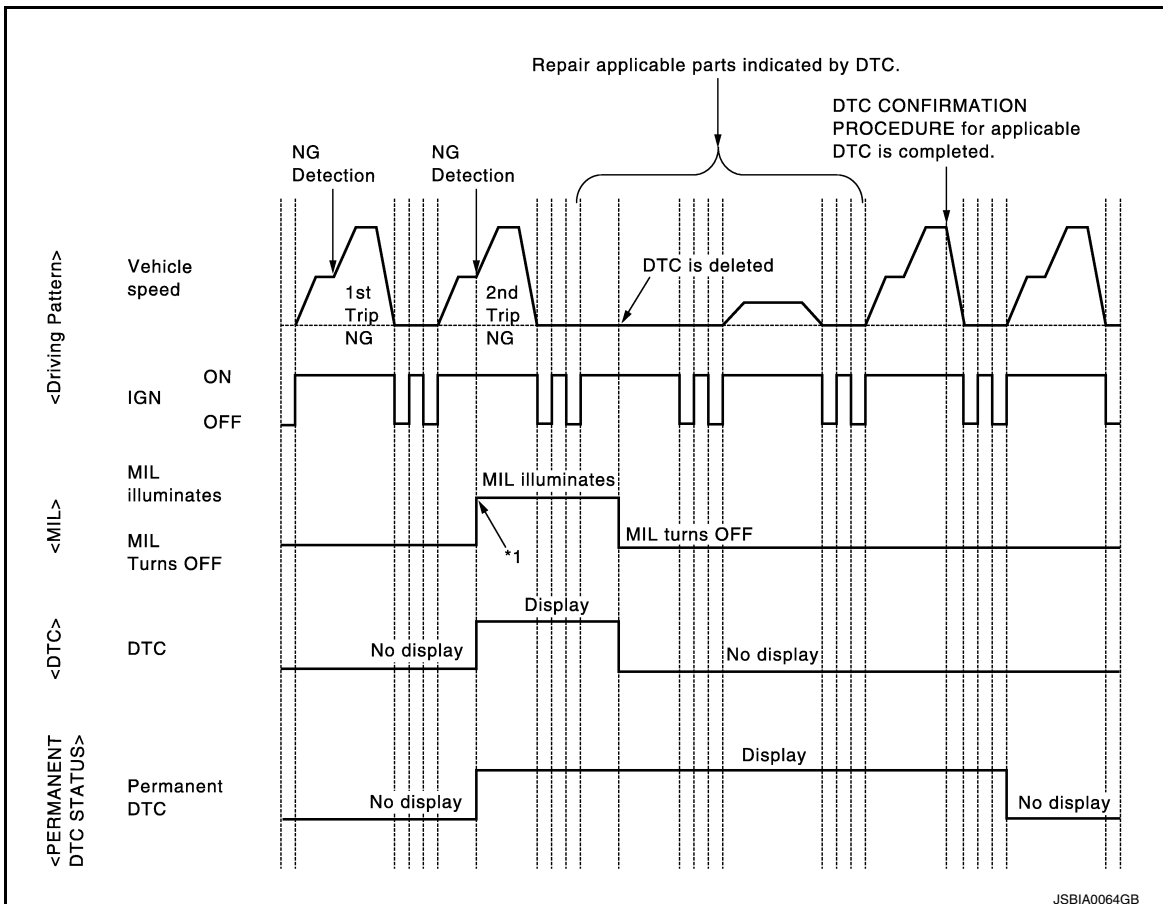 Repair applicable parts indicated by DTC.
DTC CONFIRMATION
PROCEDURE for applicable
DTC is completed.
NG
Detection
NG
Detection
<Driving Pattern>
Vehicle
speed
1st
Trip
NG
2nd
Trip
NG
DTC is deleted
IGN
ON
OFF
<MIL>
MIL
illuminates
MIL
Turns OFF
MIL illuminates
*1
MIL turns OFF
<DTC>
DTC
No display
Display
No display
<PERMANENT
DTC STATUS>
Permanent
DTC
No display
Display
No display
JSBIA0064GB